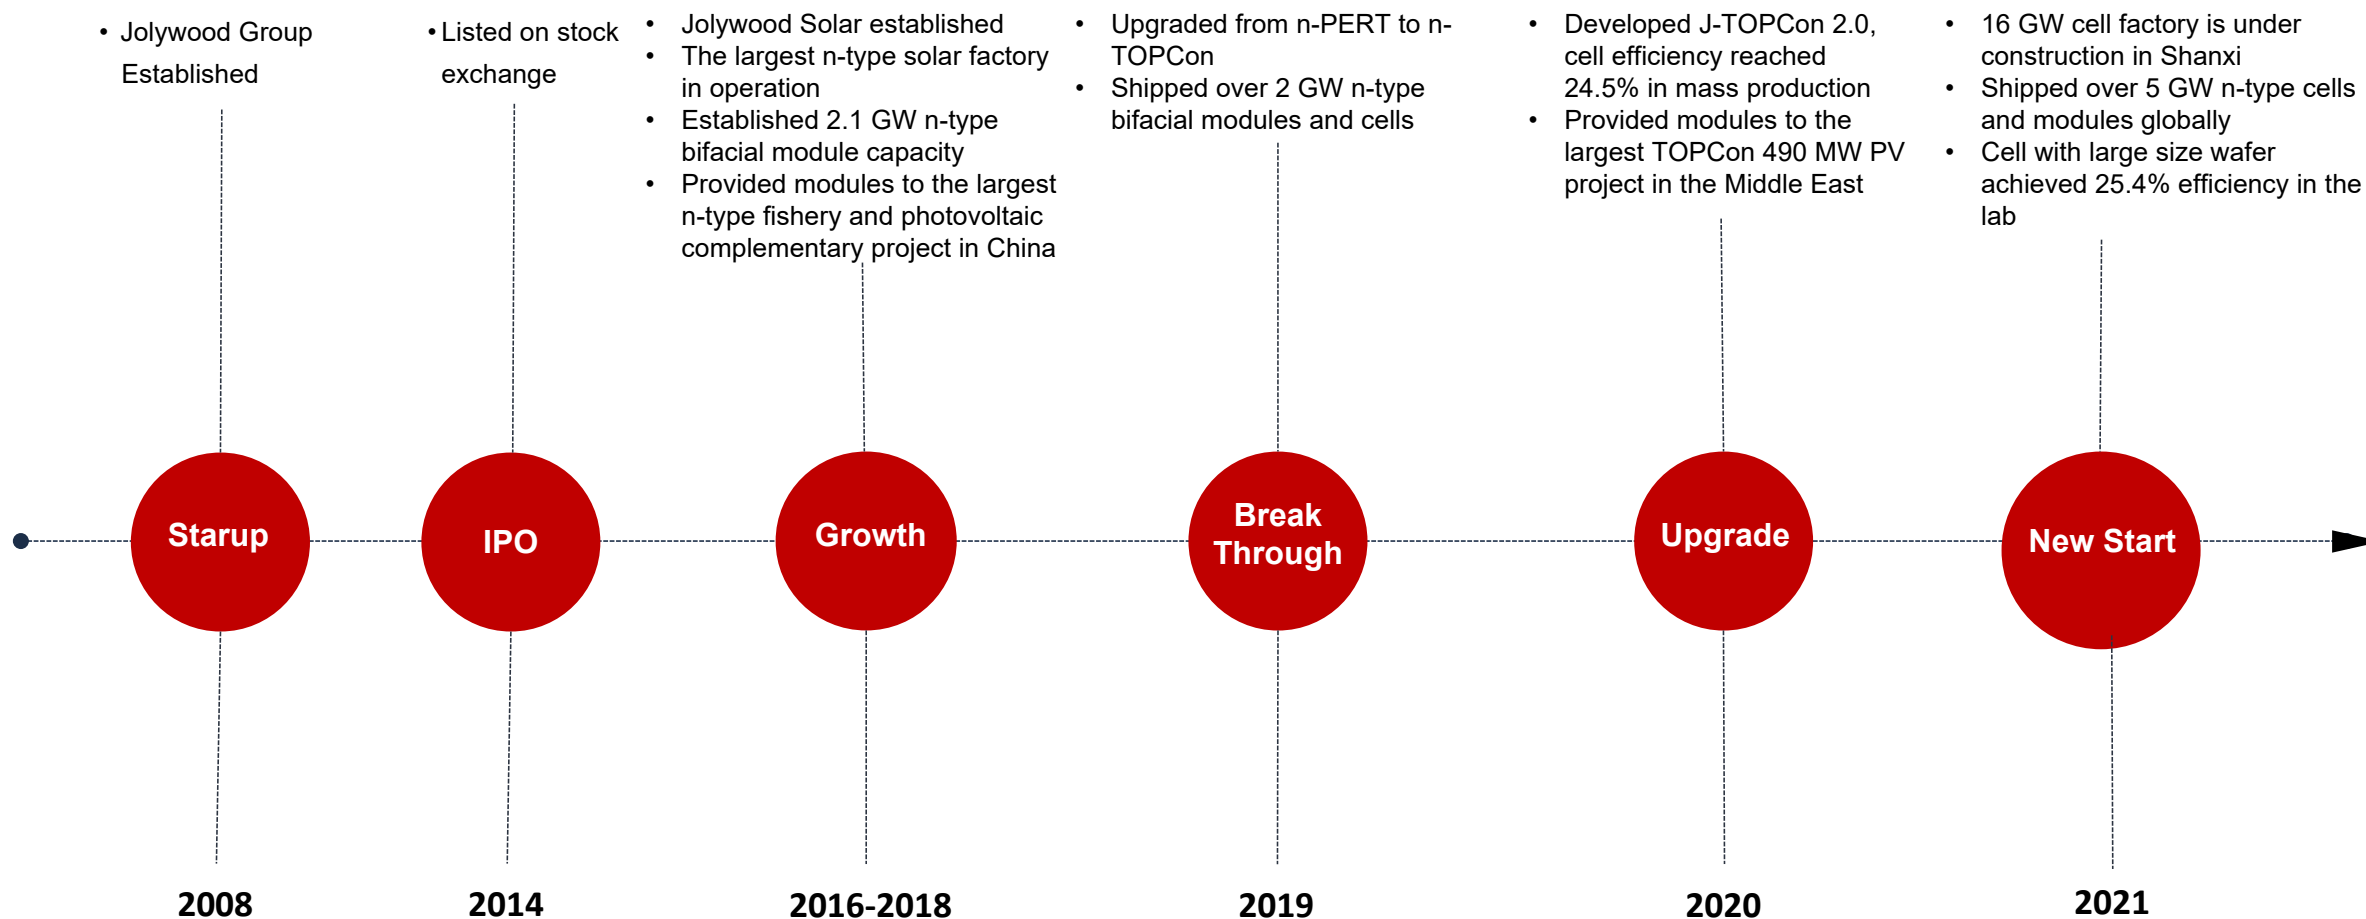 • Jolywood Group
Established
• Listed on stock
exchange
• Jolywood Solar established
• The largest n-type solar factory
in operation
• Established 2.1 GW n-type
bifacial module capacity
• Provided modules to the largest
n-type fishery and photovoltaic
complementary project in China
• Upgraded from n-PERT to n-
TOPCon
• Shipped over 2 GW n-type
bifacial modules and cells
• Developed J-TOPCon 2.0,
cell efficiency reached
24.5% in mass production
• Provided modules to the
largest TOPCon 490 MW PV
project in the Middle East
• 16 GW cell factory is under
construction in Shanxi
• Shipped over 5 GW n-type cells
and modules globally
• Cell with large size wafer
achieved 25.4% efficiency in the
lab
Starup
IPO
Growth
Break
Through
Upgrade
New Start
2008
2014
2016-2018
2019
2020
2021